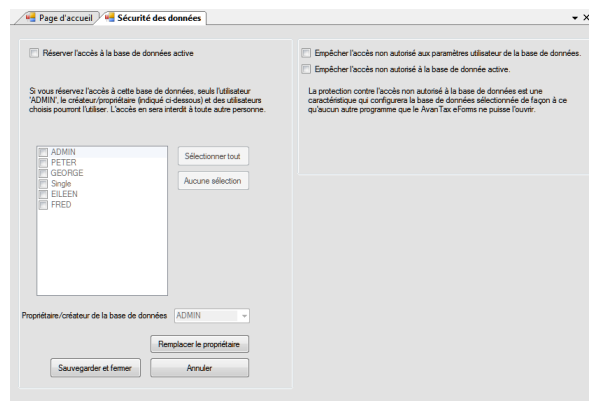 Page d'accueil
Sécurité des données
Réserver l'accès à la base de données active
Si vous réservez l'accès à cette base de données, seuls l'utilisateur
'ADMIN', le créateur/propriétaire (indiqué ci-dessous) et des utilisateurs
choisis pourront l'utiliser. L'accès en sera interdit à toute autre personne.
ADMIN
PETER
GEORGE
Single
EILEEN
FRED
Sélectionner tout
Aucune sélection
Propriétaire/créateur de la base de données
ADMIN
Remplacer le propriétaire
Sauvegarder et fermer
Annuler
Empêcher l'accès non autorisé aux paramètres utilisateur de la base de données.
Empêcher l'accès non autorisé à la base de donnée active.
La protection contre l'accès non autorisé à la base de données est une
caractéristique qui configurera la base de données sélectionnée de façon à ce
qu'aucun autre programme que le AvanTax eForms ne puisse l'ouvrir.